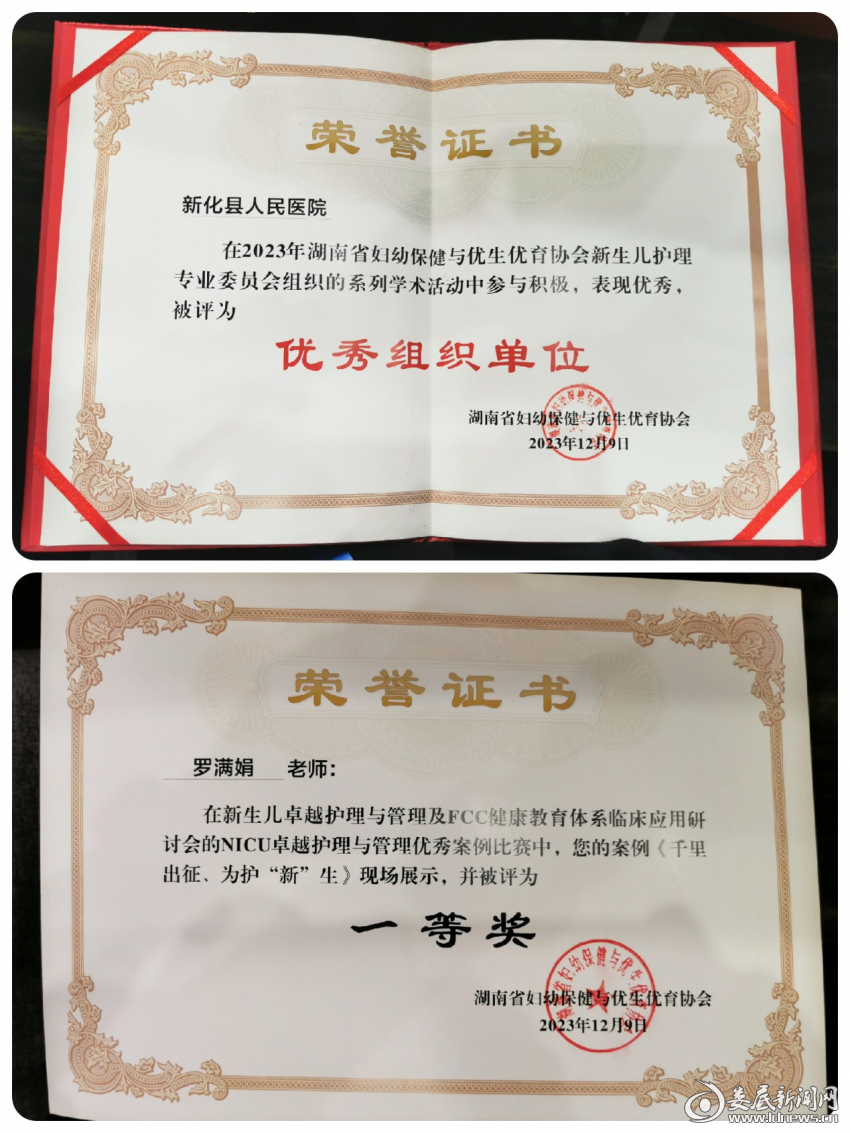 荣誉证书
新化县人民医院
在2023年湖南省妇幼保健与优生优育协会新生儿护理
专业委员会组织的系列学术活动中参与积极，表现优秀，
被评为
优秀组织单位
湖南省妇幼保健与优生优育协会
2023年12月9日
荣誉证书
罗满娟 老师：
在新生儿卓越护理与管理及FCC健康教育体系临床应用研
讨会的NICU卓越护理与管理优秀案例比赛中，您的案例《千里
出征、为护“新”生》现场展示，并被评为
一等奖
湖南省妇幼保健与优生优育协会
2023年12月9日
娄底新闻网
www.ldnews.cn